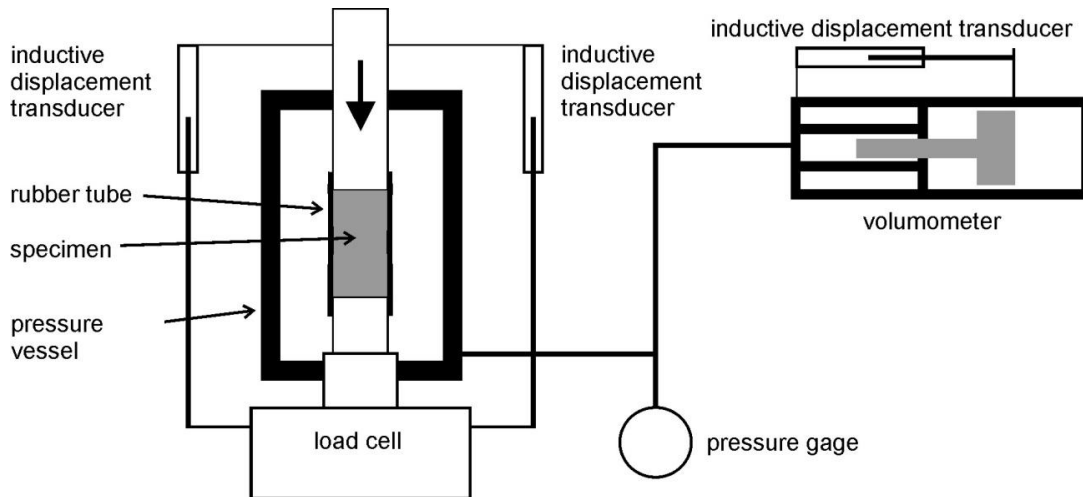 inductive
displacement
transducer
rubber tube
specimen
pressure
vessel
load cell
inductive
displacement
transducer
inductive displacement transducer
volumometer
pressure gage